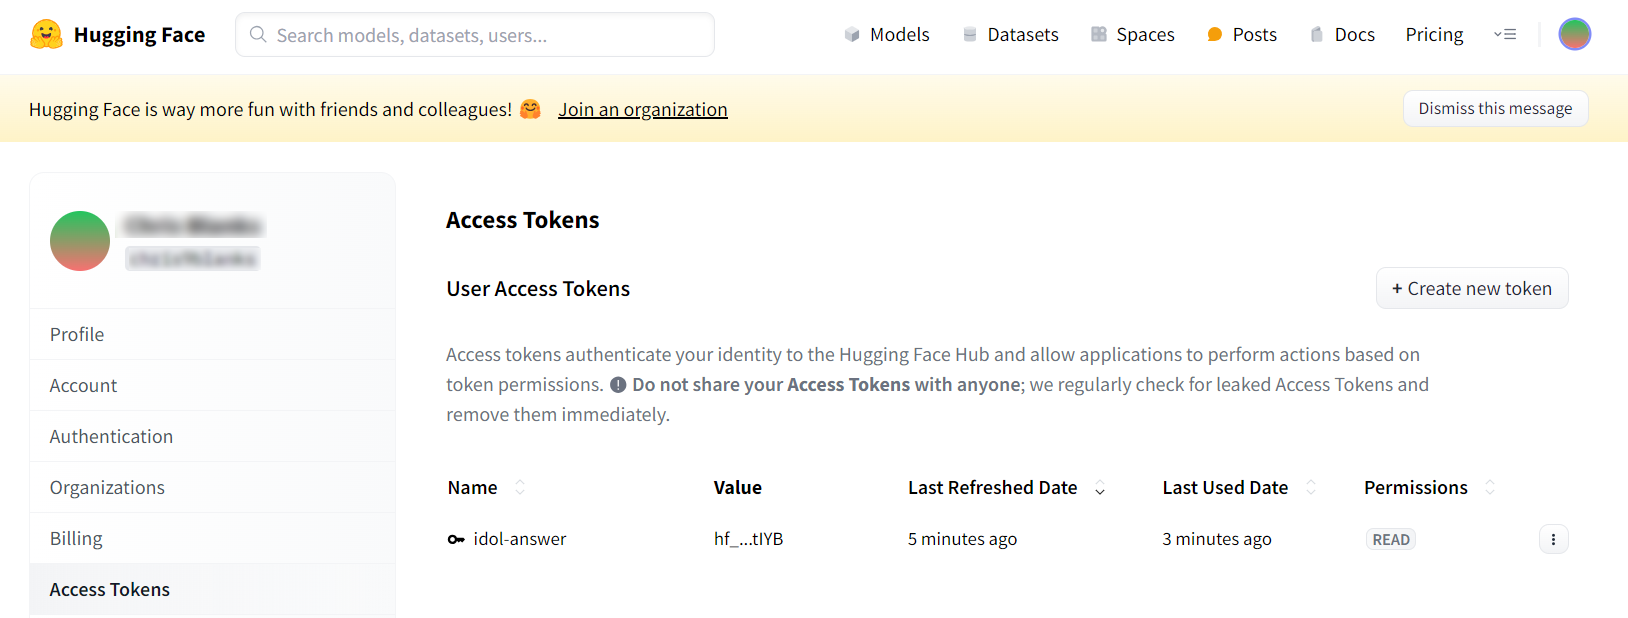 Hugging Face
Search models, datasets, users...
Models
Datasets
Spaces
Posts
Docs
Pricing
Hugging Face is way more fun with friends and colleagues! 🤗 Join an organization
Dismiss this message
Profile
Account
Authentication
Organizations
Billing
Access Tokens
Access Tokens
User Access Tokens
+ Create new token
Access tokens authenticate your identity to the Hugging Face Hub and allow applications to perform actions based on
token permissions. Do not share your Access Tokens with anyone; we regularly check for leaked Access Tokens and
remove them immediately.
Name Value Last Refreshed Date Last Used Date Permissions
idol-answer hf_...tIYB 5 minutes ago 3 minutes ago READ